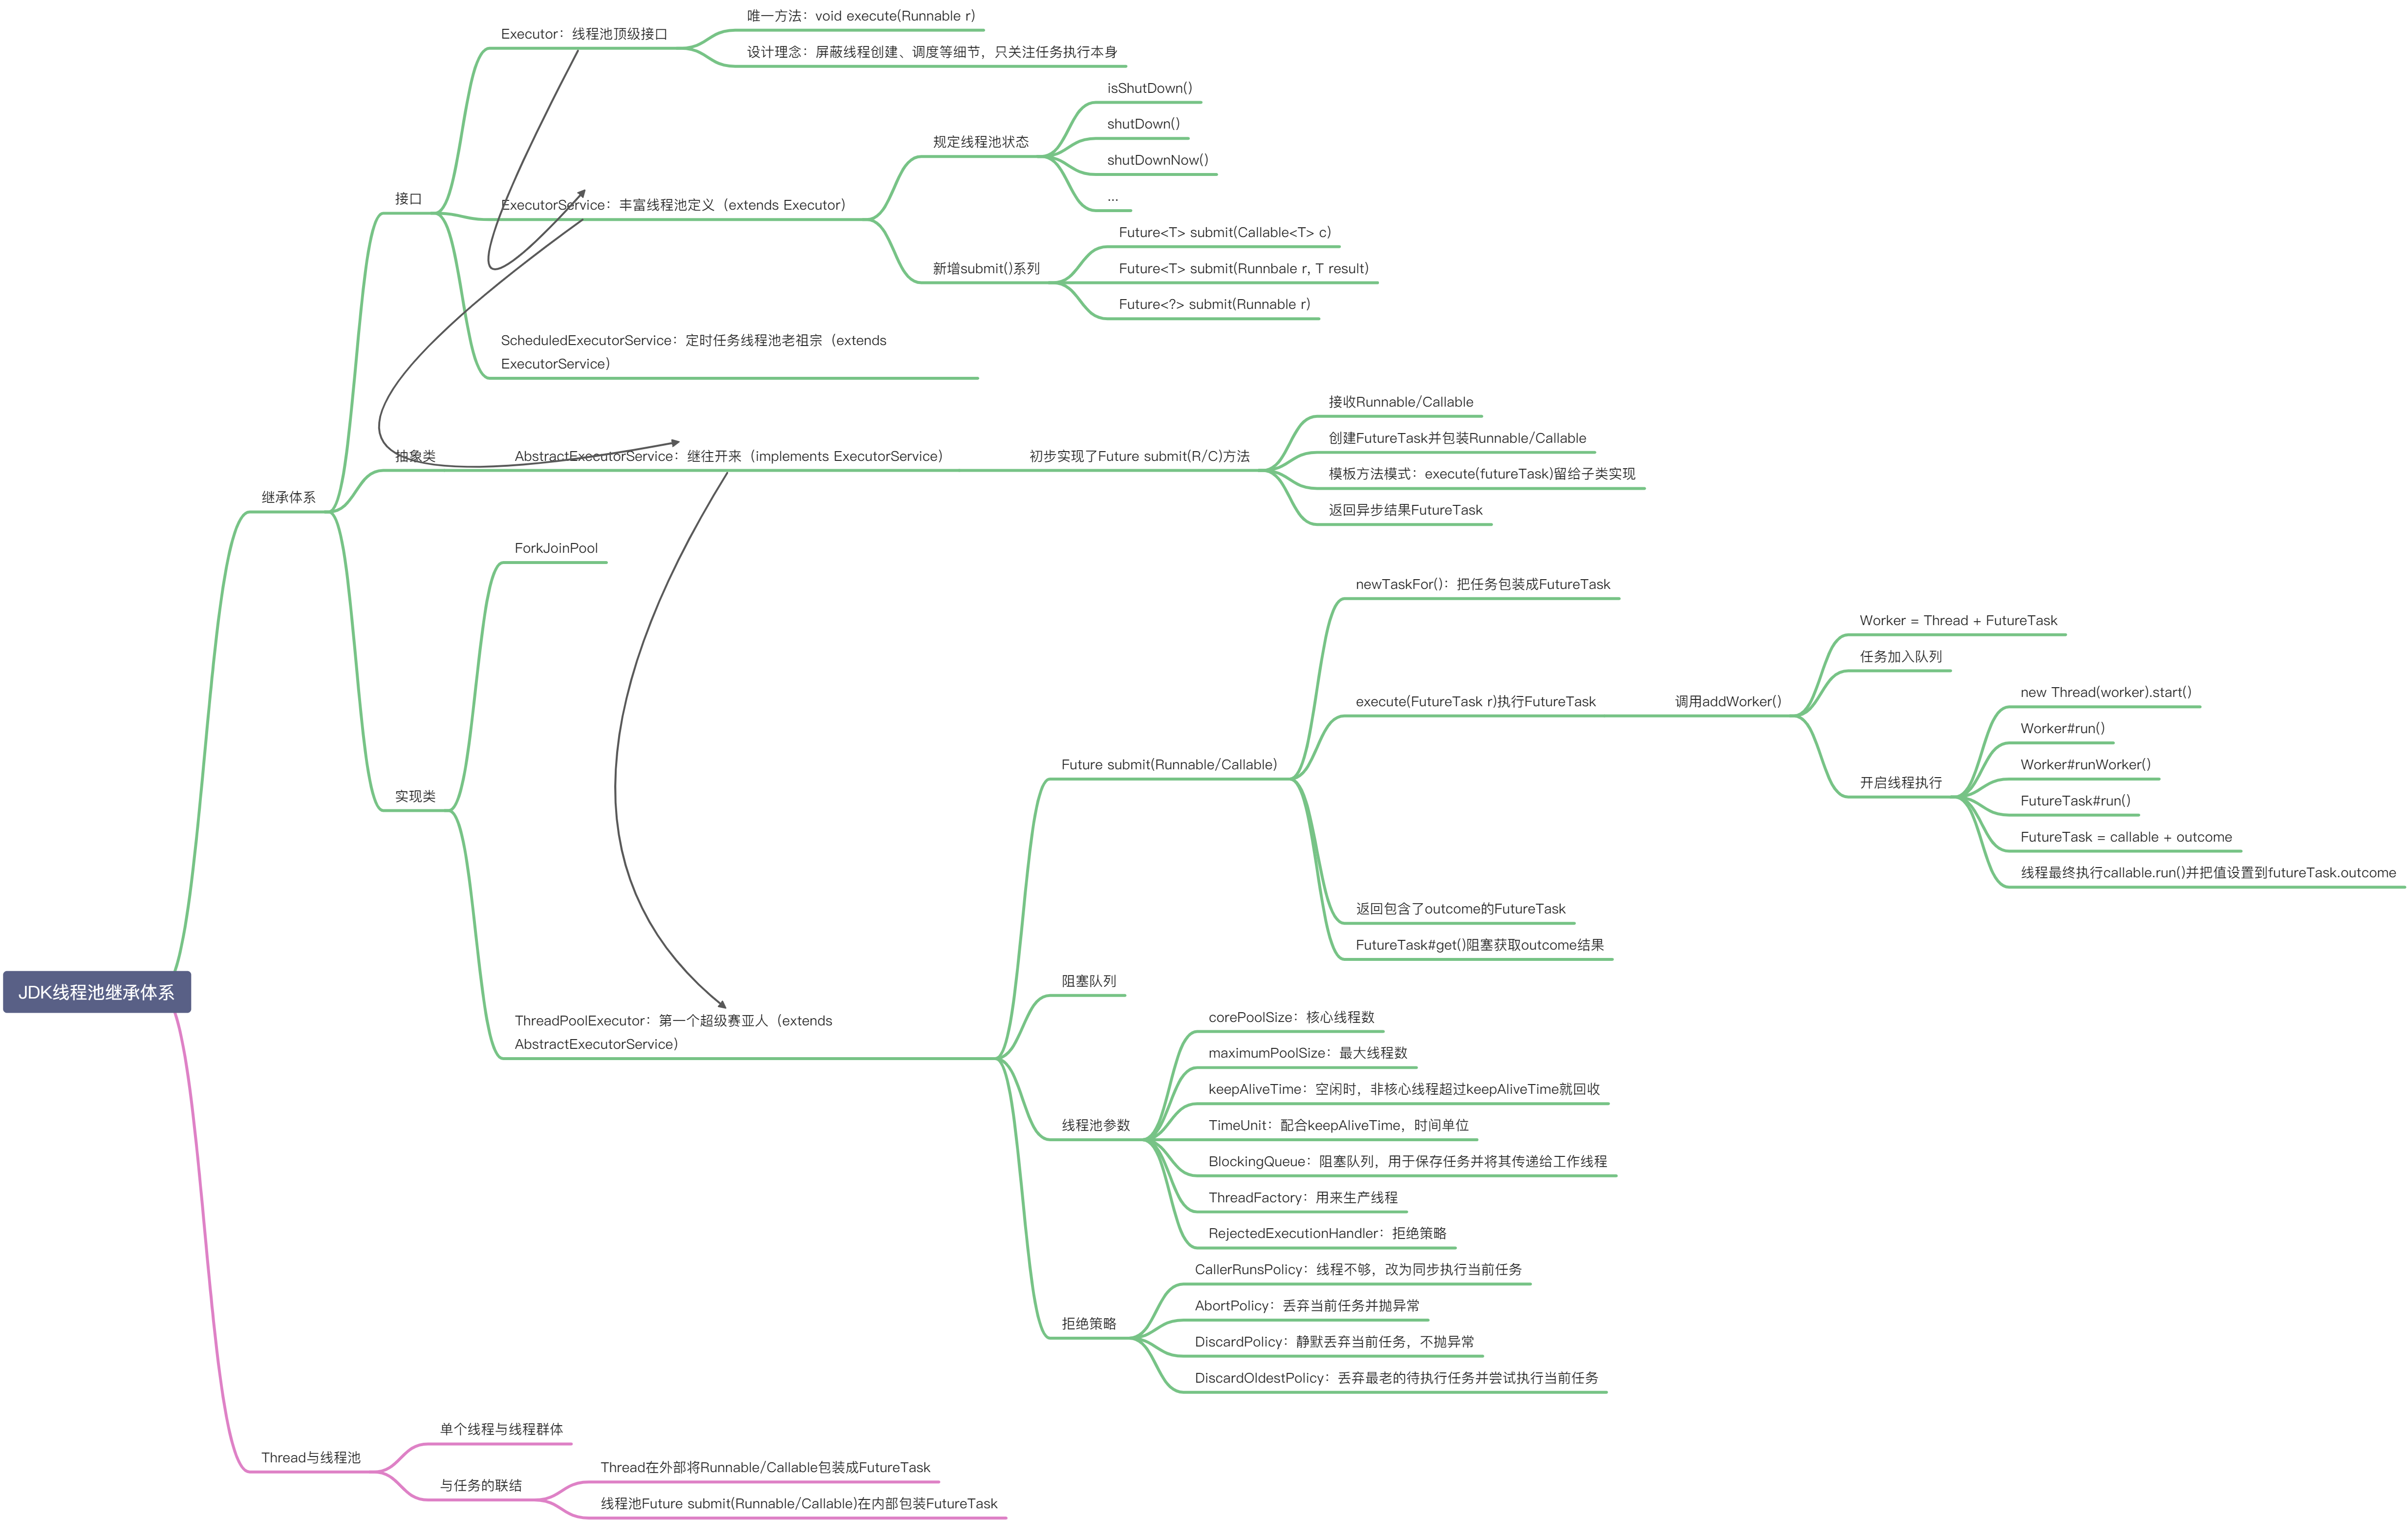 JDK线程池继承体系
继承体系
接口
Executor：线程池顶级接口
唯一方法：void execute(Runnable r)
设计理念：屏蔽线程创建、调度等细节，只关注任务执行本身
ExecutorService：丰富线程池定义（extends Executor）
规定线程池状态
isShutDown()
shutDown()
shutDownNow()
...
新增submit()系列
Future<T> submit(Callable<T> c)
Future<T> submit(Runnbale r, T result)
Future<?> submit(Runnable r)
ScheduledExecutorService：定时任务线程池老祖宗（extends
ExecutorService）
抽象类
AbstractExecutorService：继往开来（implements ExecutorService）
初步实现了Future submit(R/C)方法
接收Runnable/Callable
创建FutureTask并包装Runnable/Callable
模板方法模式：execute(futureTask)留给子类实现
返回异步结果FutureTask
实现类
ForkJoinPool
ThreadPoolExecutor：第一个超级赛亚人（extends
AbstractExecutorService）
Future submit(Runnable/Callable)
newTaskFor()：把任务包装成FutureTask
execute(FutureTask r)执行FutureTask
调用addWorker()
Worker = Thread + FutureTask
任务加入队列
开启线程执行
new Thread(worker).start()
Worker#run()
Worker#runWorker()
FutureTask#run()
FutureTask = callable + outcome
线程最终执行callable.run()并把值设置到futureTask.outcome
返回包含了outcome的FutureTask
FutureTask#get()阻塞获取outcome结果
阻塞队列
线程池参数
corePoolSize：核心线程数
maximumPoolSize：最大线程数
keepAliveTime：空闲时，非核心线程超过keepAliveTime就回收
TimeUnit：配合keepAliveTime，时间单位
BlockingQueue：阻塞队列，用于保存任务并将其传递给工作线程
ThreadFactory：用来生产线程
RejectedExecutionHandler：拒绝策略
拒绝策略
CallerRunsPolicy：线程不够，改为同步执行当前任务
AbortPolicy：丢弃当前任务并抛异常
DiscardPolicy：静默丢弃当前任务，不抛异常
DiscardOldestPolicy：丢弃最老的待执行任务并尝试执行当前任务
Thread与线程池
单个线程与线程群体
与任务的联结
Thread在外部将Runnable/Callable包装成FutureTask
线程池Future submit(Runnable/Callable)在内部包装FutureTask